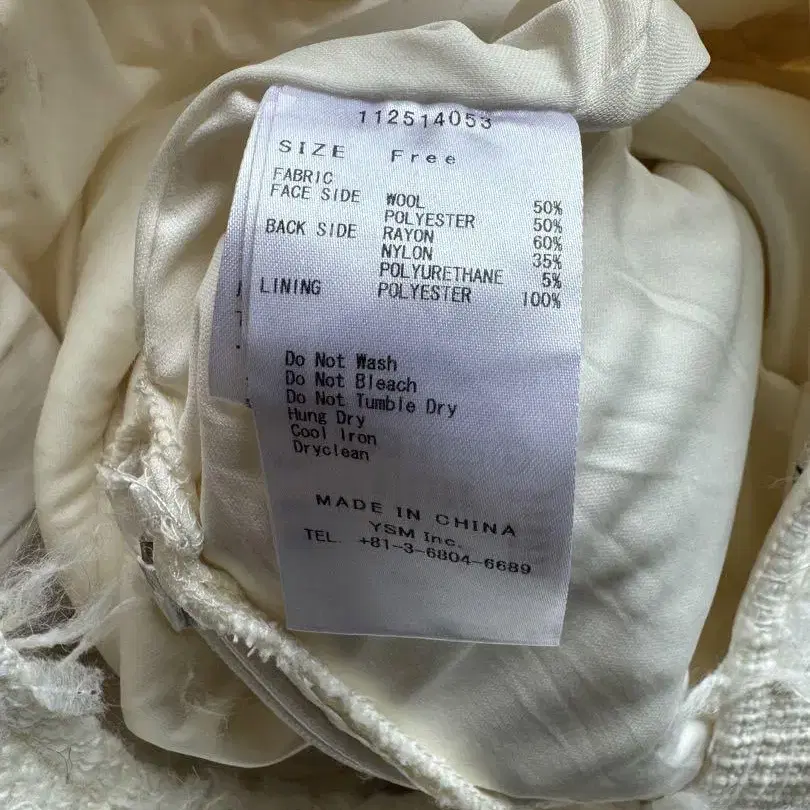 112514053
SIZE Free
FABRIC
FACE SIDE WOOL 50%
POLYESTER 50%
BACK SIDE RAYON 60%
NYLON 35%
POLYURETHANE 5%
LINING POLYESTER 100%
Do Not Wash
Do Not Bleach
Do Not Tumble Dry
Hung Dry
Cool Iron
Dryclean
MADE IN CHINA
YSM Inc.
TEL. +81-3-6804-6689